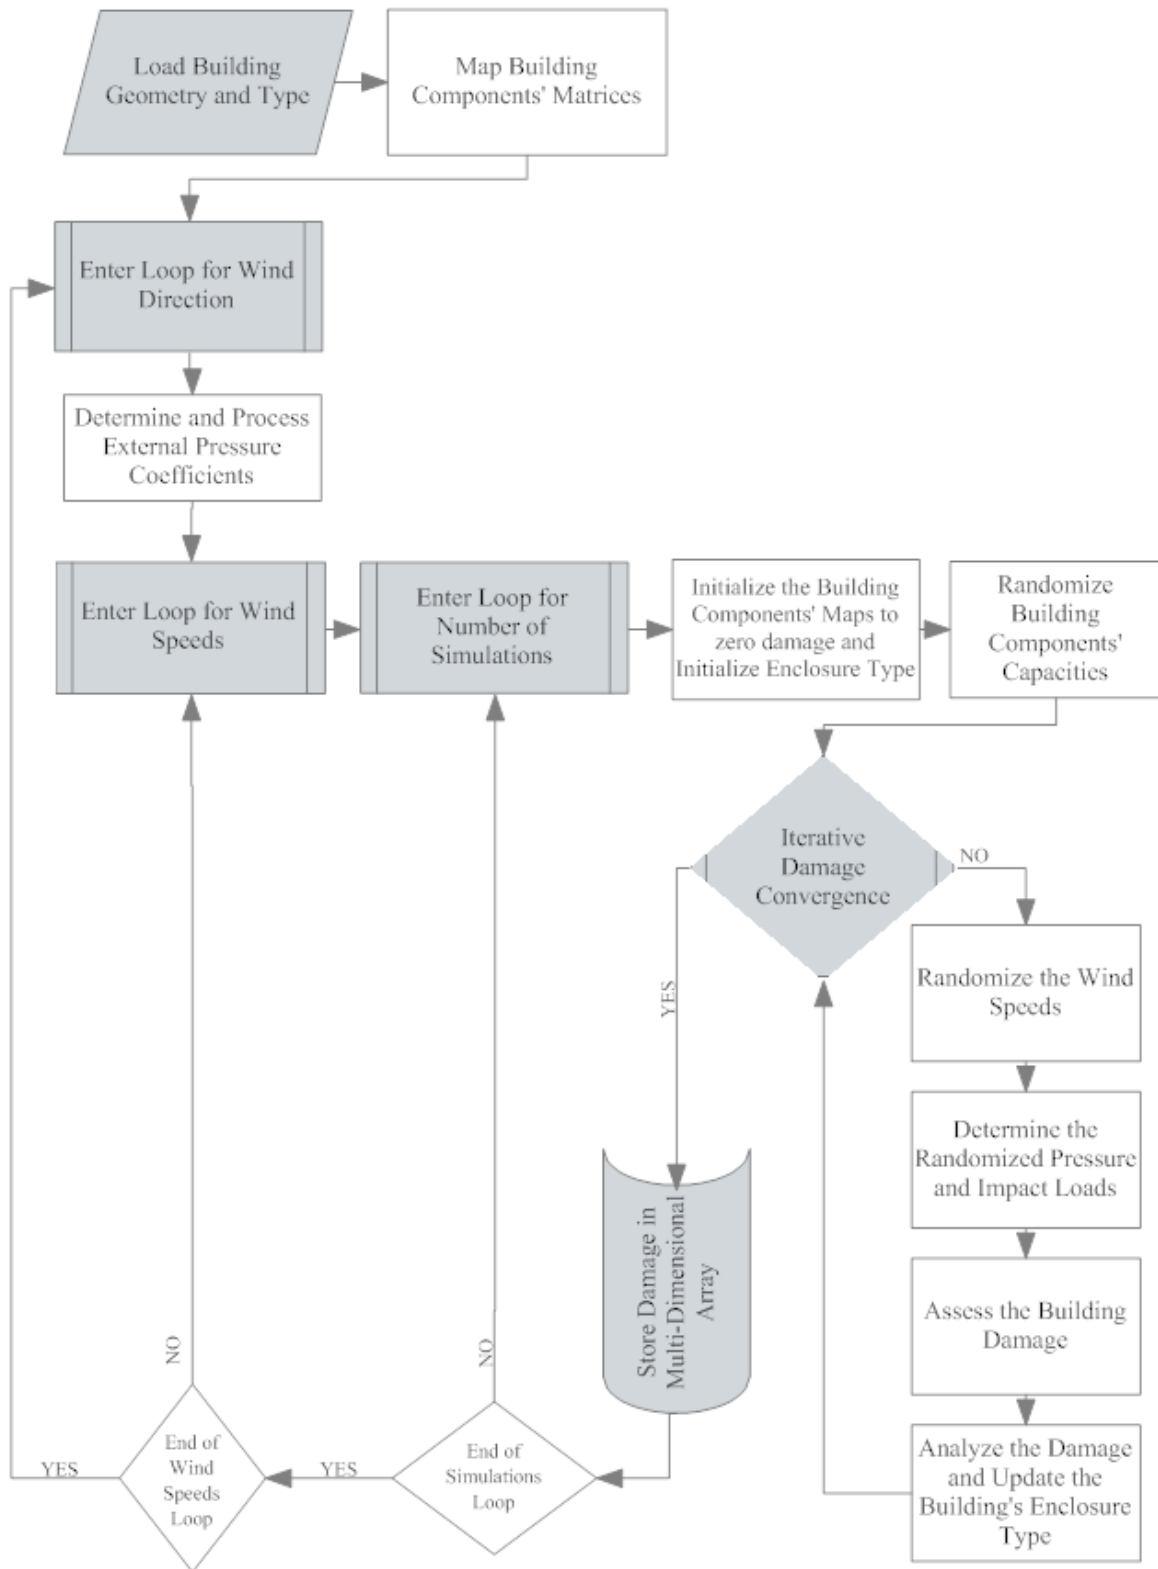 Load Building
Geometry and Type
Map Building
Components' Matrices
Enter Loop for Wind
Direction
Determine and Process
External Pressure
Coefficients
Enter Loop for Wind
Speeds
Enter Loop for
Number of
Simulations
Initialize the Building
Components' Maps to
zero damage and
Initialize Enclosure Type
Randomize
Building
Components'
Capacities
Iterative
Damage
Convergence
NO
YES
Randomize the Wind
Speeds
Determine the
Randomized Pressure
and Impact Loads
Assess the Building
Damage
Analyze the Damage
and Update the
Building's Enclosure
Type
Store Damage in
Multi-Dimensional
Array
End of
Simulations
Loop
NO
YES
End of
Wind
Speeds
Loop
NO
YES